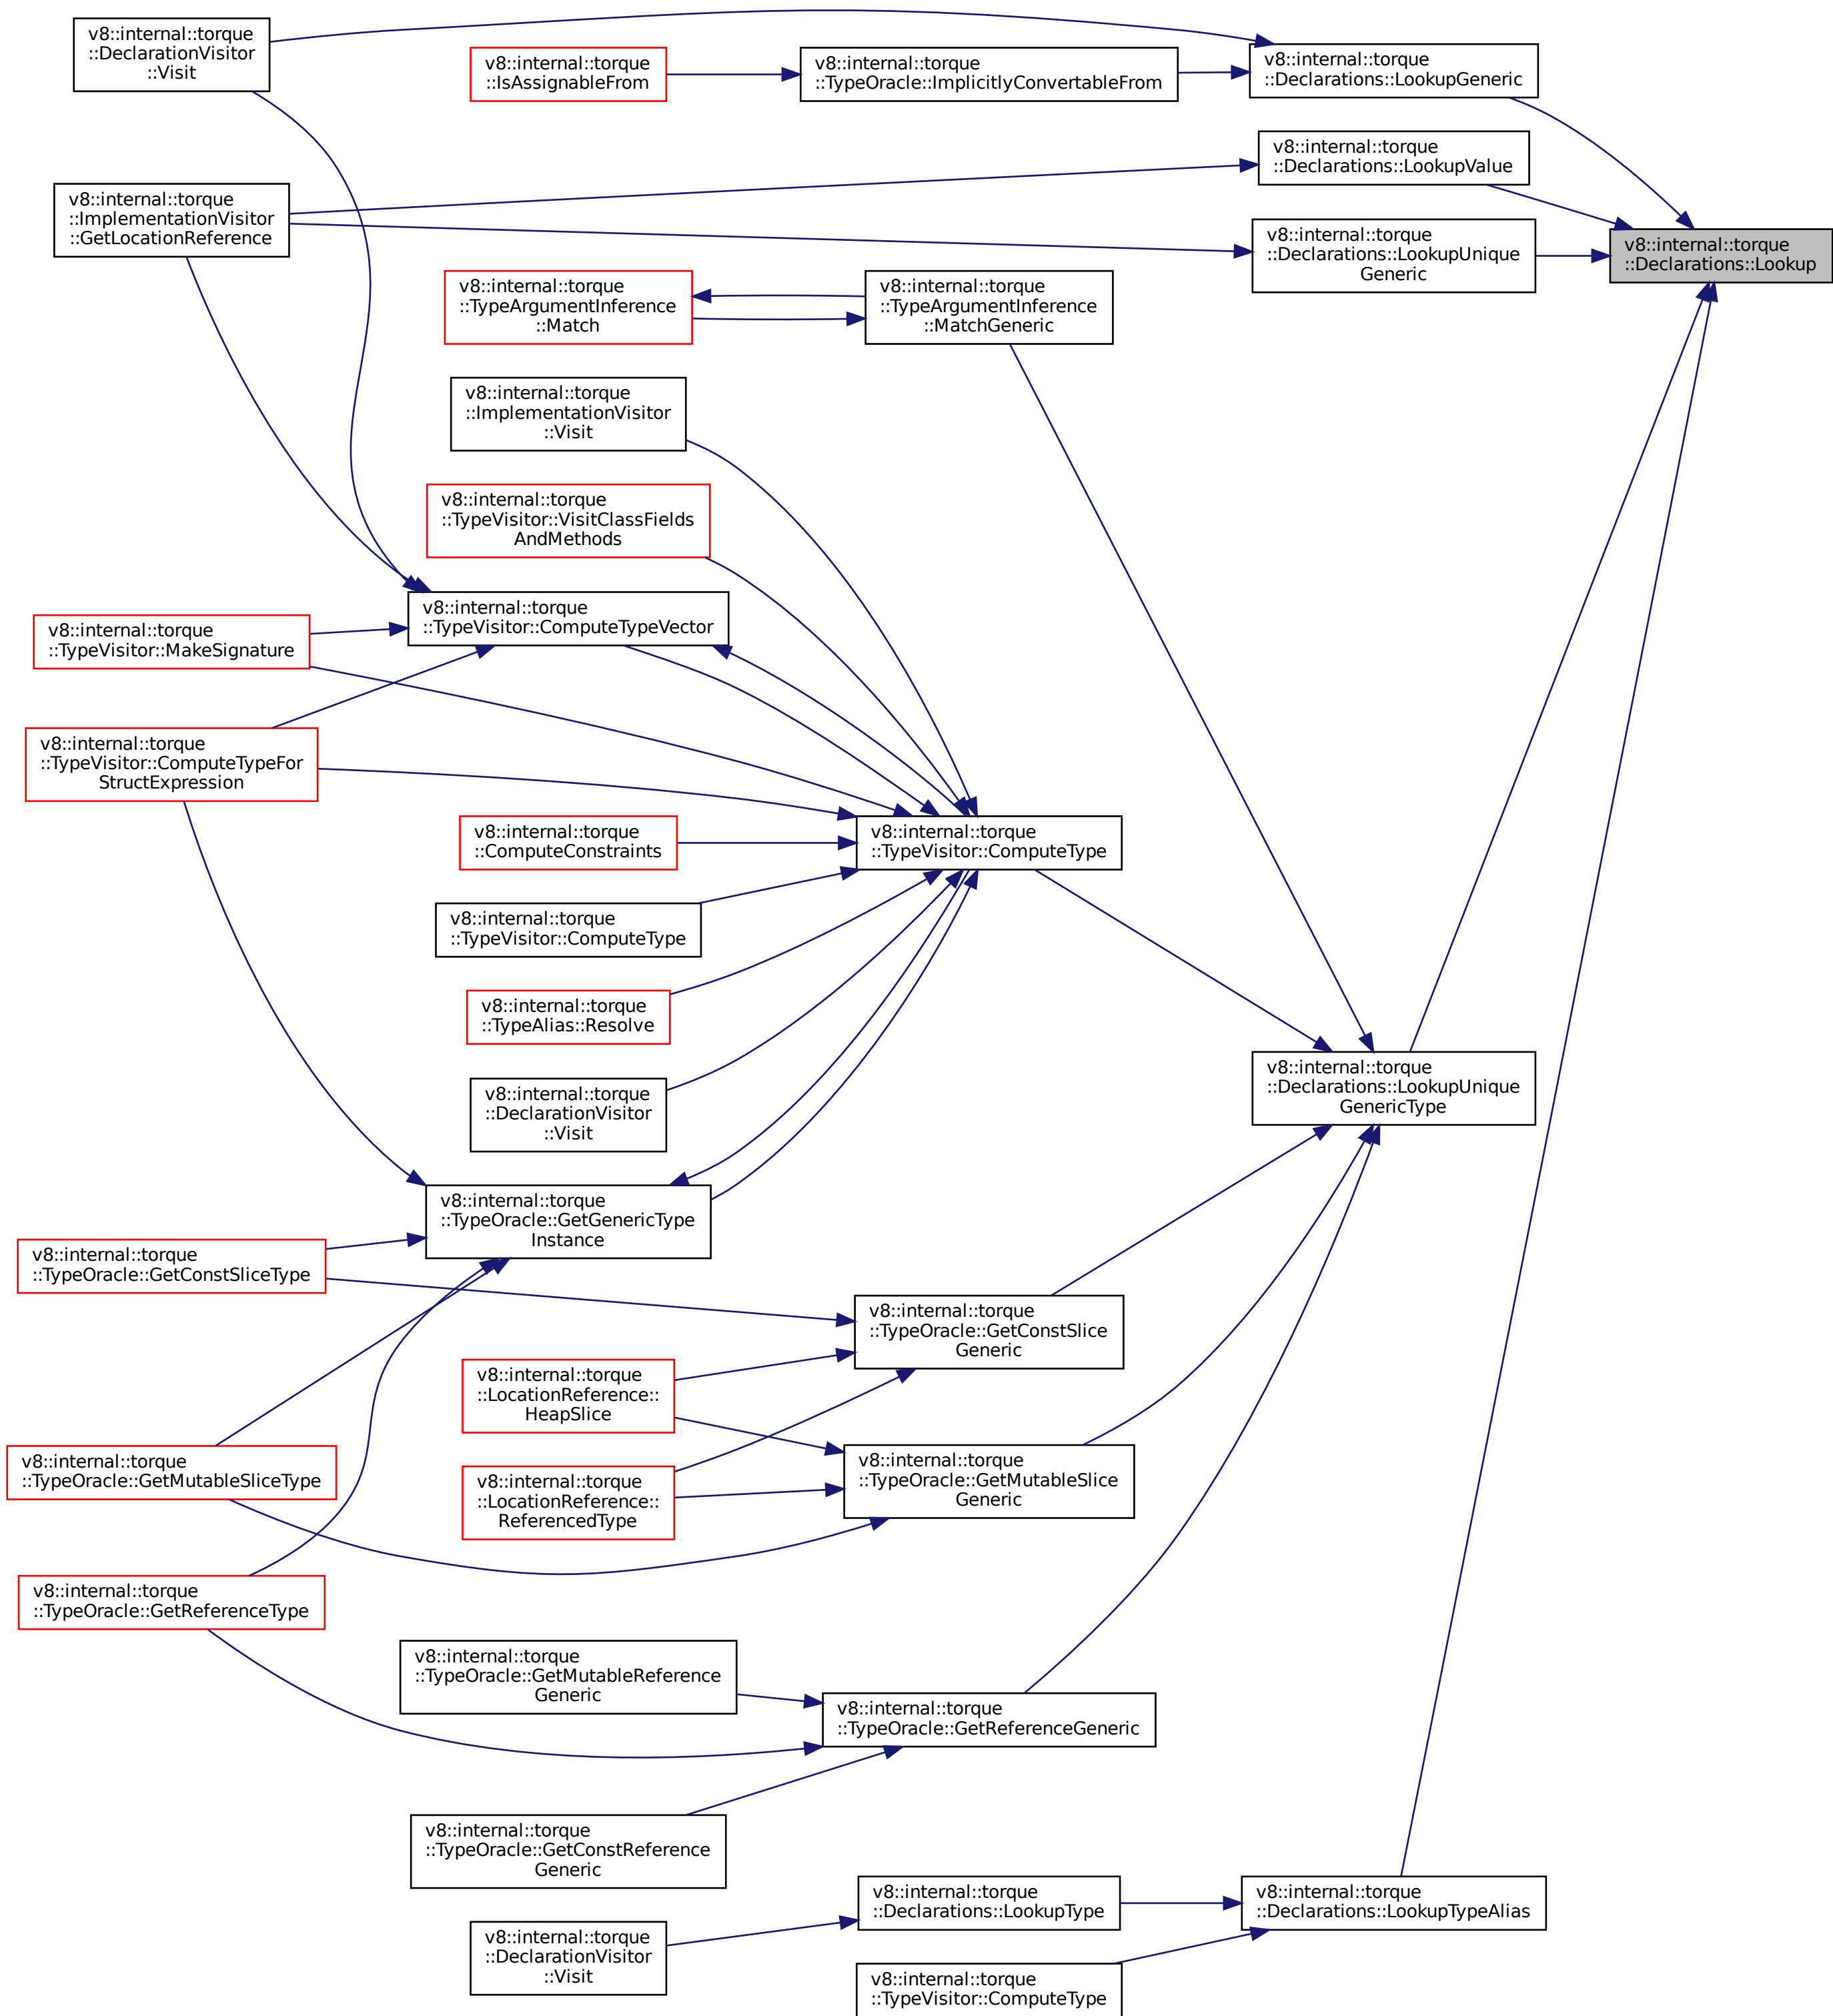 v8::internal::torque
::DeclarationVisitor
::Visit
v8::internal::torque
::IsAssignableFrom
v8::internal::torque
::TypeOracle::ImplicitlyConvertableFrom
v8::internal::torque
::Declarations::LookupGeneric
v8::internal::torque
::Declarations::LookupValue
v8::internal::torque
::ImplementationVisitor
::GetLocationReference
v8::internal::torque
::Declarations::LookupUnique
Generic
v8::internal::torque
::Declarations::Lookup
v8::internal::torque
::TypeArgumentInference
::Match
v8::internal::torque
::TypeArgumentInference
::MatchGeneric
v8::internal::torque
::ImplementationVisitor
::Visit
v8::internal::torque
::TypeVisitor::VisitClassFields
AndMethods
v8::internal::torque
::TypeVisitor::ComputeTypeVector
v8::internal::torque
::TypeVisitor::MakeSignature
v8::internal::torque
::TypeVisitor::ComputeTypeFor
StructExpression
v8::internal::torque
::ComputeConstraints
v8::internal::torque
::TypeVisitor::ComputeType
v8::internal::torque
::TypeVisitor::ComputeType
v8::internal::torque
::TypeAlias::Resolve
v8::internal::torque
::DeclarationVisitor
::Visit
v8::internal::torque
::Declarations::LookupUnique
GenericType
v8::internal::torque
::TypeOracle::GetGenericType
Instance
v8::internal::torque
::TypeOracle::GetConstSliceType
v8::internal::torque
::TypeOracle::GetConstSlice
Generic
v8::internal::torque
::LocationReference::
HeapSlice
v8::internal::torque
::TypeOracle::GetMutableSliceType
v8::internal::torque
::LocationReference::
ReferencedType
v8::internal::torque
::TypeOracle::GetMutableSlice
Generic
v8::internal::torque
::TypeOracle::GetReferenceType
v8::internal::torque
::TypeOracle::GetMutableReference
Generic
v8::internal::torque
::TypeOracle::GetReferenceGeneric
v8::internal::torque
::TypeOracle::GetConstReference
Generic
v8::internal::torque
::Declarations::LookupType
v8::internal::torque
::Declarations::LookupTypeAlias
v8::internal::torque
::DeclarationVisitor
::Visit
v8::internal::torque
::TypeVisitor::ComputeType